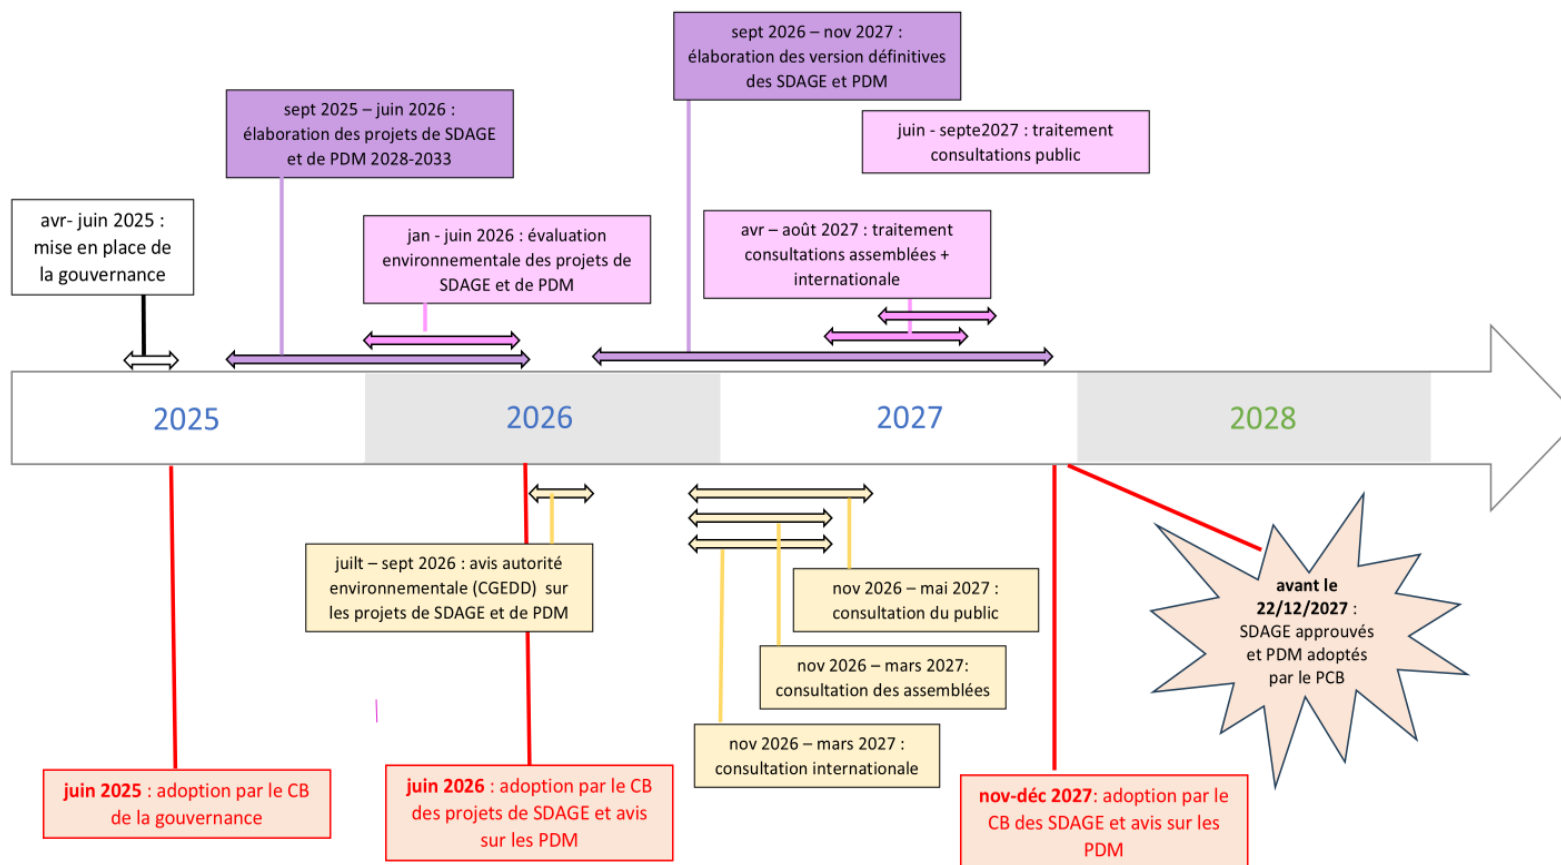 sept 2026 – nov 2027 :
élaboration des version définitives
des SDAGE et PDM
sept 2025 – juin 2026 :
élaboration des projets de SDAGE
et de PDM 2028-2033
juin - septe2027 : traitement
consultations public
avr- juin 2025 :
mise en place de
la gouvernance
jan - juin 2026 : évaluation
environnementale des projets de
SDAGE et de PDM
avr – août 2027 : traitement
consultations assemblées +
internationale
2025
2026
2027
2028
juilt – sept 2026 : avis autorité
environnementale (CGEDD) sur
les projets de SDAGE et de PDM
nov 2026 – mai 2027 :
consultation du public
nov 2026 – mars 2027:
consultation des assemblées
nov 2026 – mars 2027 :
consultation internationale
avant le
22/12/2027 :
SDAGE approuvés
et PDM adoptés
par le PCB
juin 2025 : adoption par le CB
de la gouvernance
juin 2026 : adoption par le CB
des projets de SDAGE et avis
sur les PDM
nov-déc 2027: adoption par le
CB des SDAGE et avis sur les
PDM